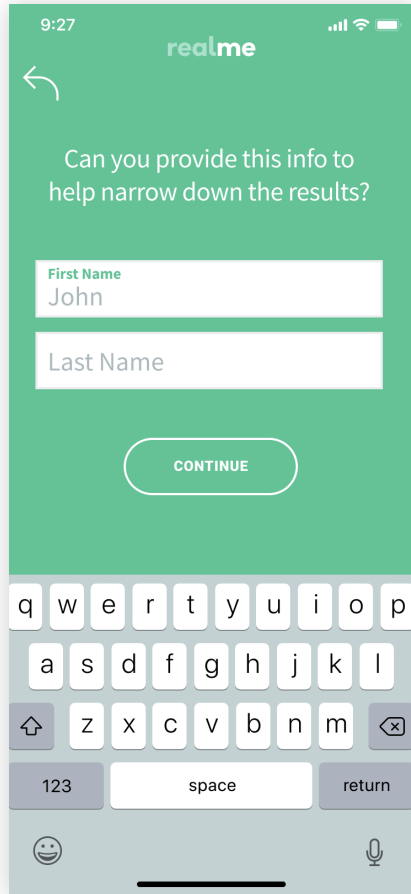 9:27
realme
Can you provide this info to
help narrow down the results?
First Name
John
Last Name
CONTINUE
q w e r t y u i o p
a s d f g h j k l
z x c v b n m
123 space return